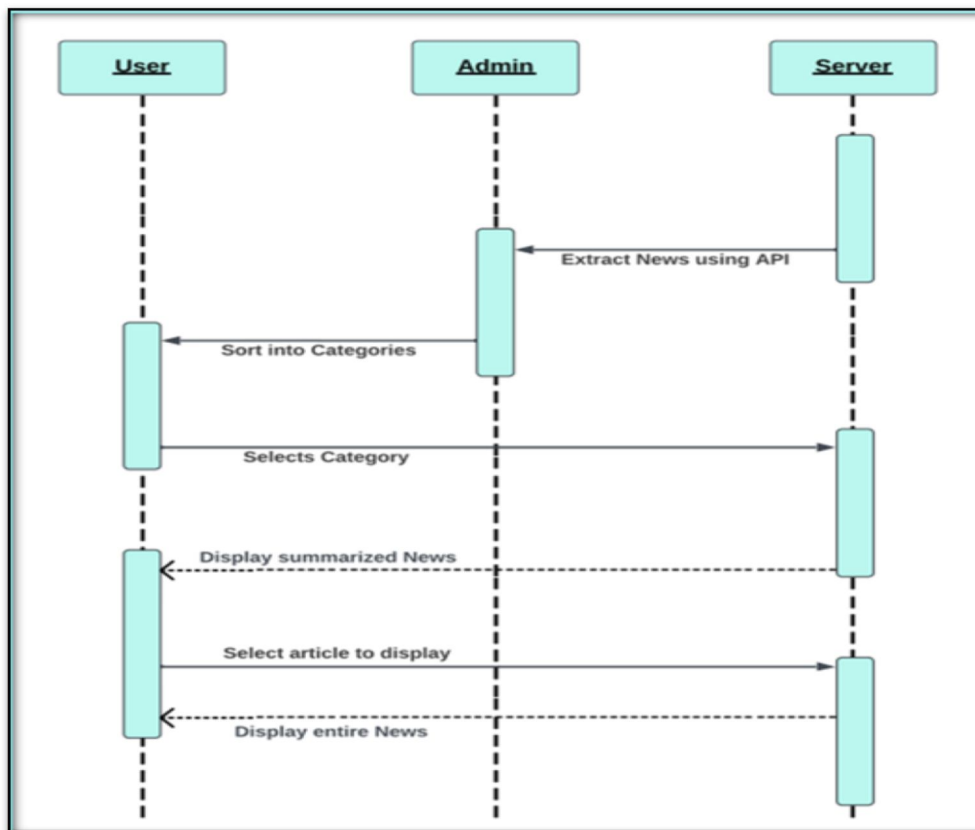 User
Admin
Server
Extract News using API
Sort into Categories
Selects Category
Display summarized News
Select article to display
Display entire News